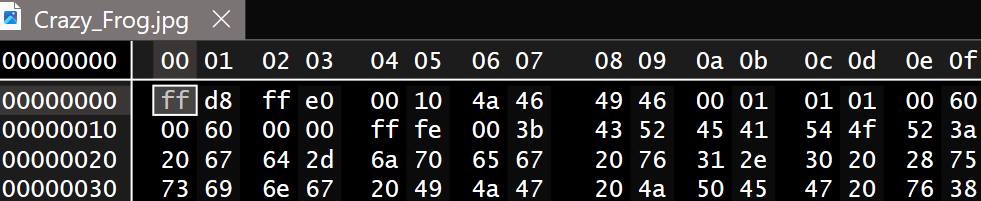 Crazy_Frog.jpg
00000000 00 01 02 03 04 05 06 07 08 09 0a 0b 0c 0d 0e 0f
00000000 ff d8 ff e0 00 10 4a 46 49 46 00 01 01 01 00 60
00000010 00 60 00 00 ff fe 00 3b 43 52 45 41 54 4f 52 3a
00000020 20 67 64 2d 6a 70 65 67 20 76 31 2e 30 20 28 75
00000030 73 69 6e 67 20 49 4a 47 20 4a 50 45 47 20 76 38